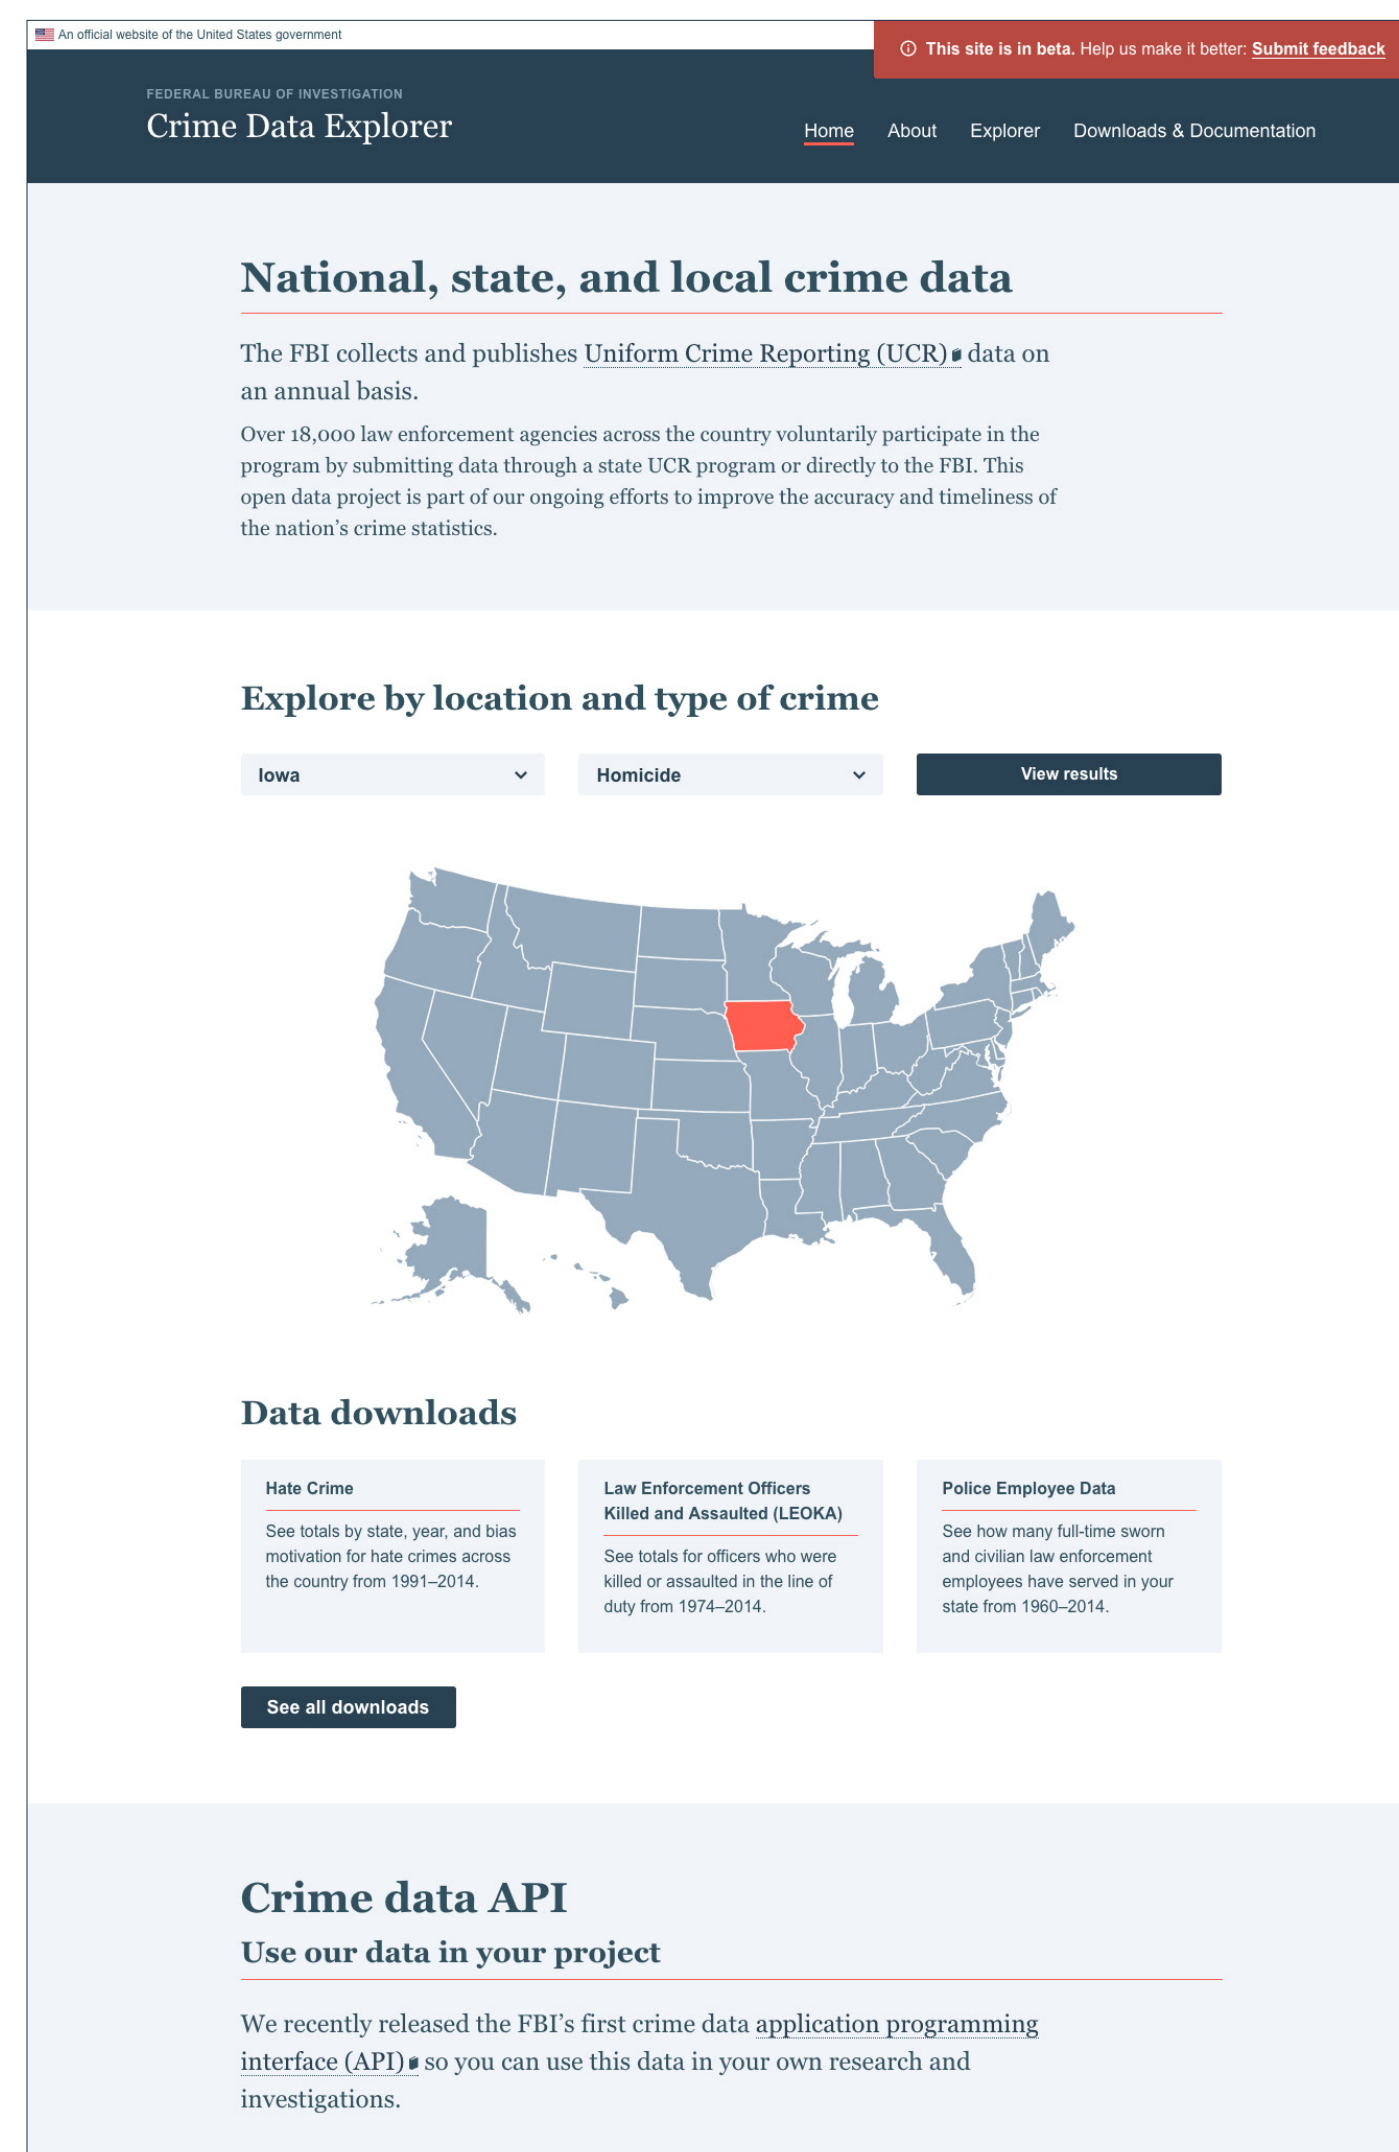 An official website of the United States government
This site is in beta. Help us make it better: Submit feedback
FEDERAL BUREAU OF INVESTIGATION
Crime Data Explorer
Home About Explorer Downloads & Documentation
National, state, and local crime data
The FBI collects and publishes Uniform Crime Reporting (UCR) data on
an annual basis.
Over 18,000 law enforcement agencies across the country voluntarily participate in the
program by submitting data through a state UCR program or directly to the FBI. This
open data project is part of our ongoing efforts to improve the accuracy and timeliness of
the nation’s crime statistics.
Explore by location and type of crime
Iowa
Homicide
View results
Data downloads
Hate Crime
See totals by state, year, and bias
motivation for hate crimes across
the country from 1991–2014.
Law Enforcement Officers
Killed and Assaulted (LEOKA)
See totals for officers who were
killed or assaulted in the line of
duty from 1974–2014.
Police Employee Data
See how many full-time sworn
and civilian law enforcement
employees have served in your
state from 1960–2014.
See all downloads
Crime data API
Use our data in your project
We recently released the FBI’s first crime data application programming
interface (API) so you can use this data in your own research and
investigations.